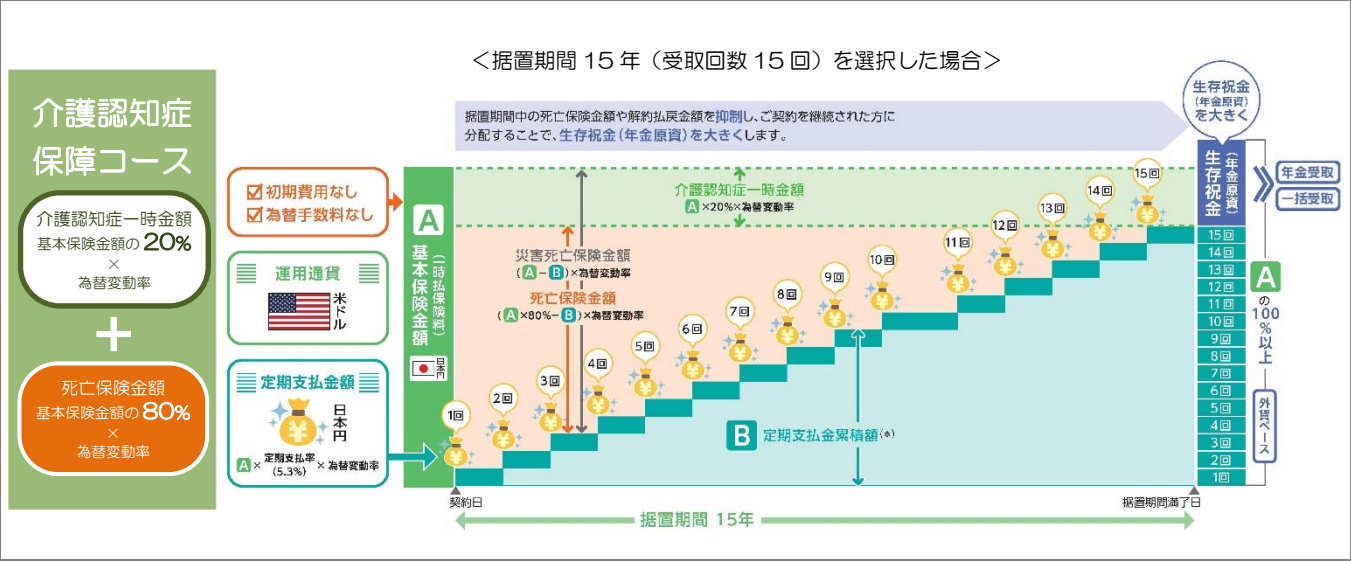 ＜据置期間 15 年（受取回数 15 回）を選択した場合＞
介護認知症
保障コース
介護認知症一時金額
基本保険金額の 20%
×
為替変動率
＋
死亡保険金額
基本保険金額の 80%
×
為替変動率
初期費用なし
為替手数料なし
運用通貨
米ドル
定期支払金額
日本円
A × 定期支払率 × 為替変動率
(5.3%)
A
基本保険金額
（一時払保険料）
日本円
据置期間中の死亡保険金額や解約払戻金額を抑制し、ご契約を継続された方に
分配することで、生存祝金（年金原資）を大きくします。
介護認知症一時金額
A×20%×為替変動率
災害死亡保険金額
（A－B）×為替変動率
死亡保険金額
（A×80%－B）×為替変動率
1回
2回
3回
4回
5回
6回
7回
8回
9回
10回
11回
12回
13回
14回
15回
B 定期支払金累積額(※)
契約日
据置期間満了日
据置期間 15年
生存祝金
（年金原資）
を大きく
生存祝金
（年金原資）
15回
14回
13回
12回
11回
10回
9回
8回
7回
6回
5回
4回
3回
2回
1回
年金受取
一括受取
Aの100%以上
外貨ベース